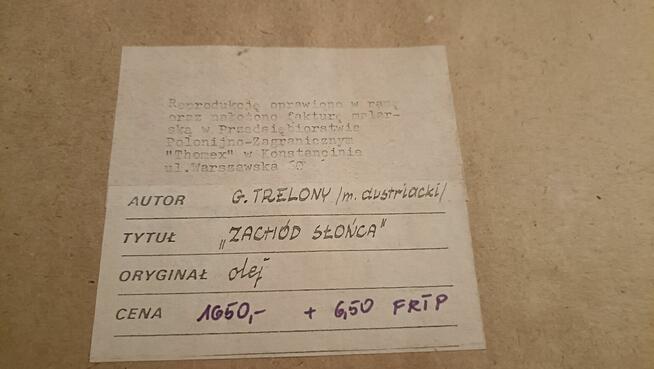 Reprodukcję oprawiono w ramę
oraz nałożono fakturę malar-
ską w Przedsiębiorstwie
Polonijno-Zagranicznym
"Thomex" w Konstancinie
ul.Warszawska
AUTOR G. TRELONY /m. austriacki/
TYTUŁ „ZACHÓD SŁOŃCA"
ORYGINAŁ olej
CENA 1650,- + 6,50 FRTP